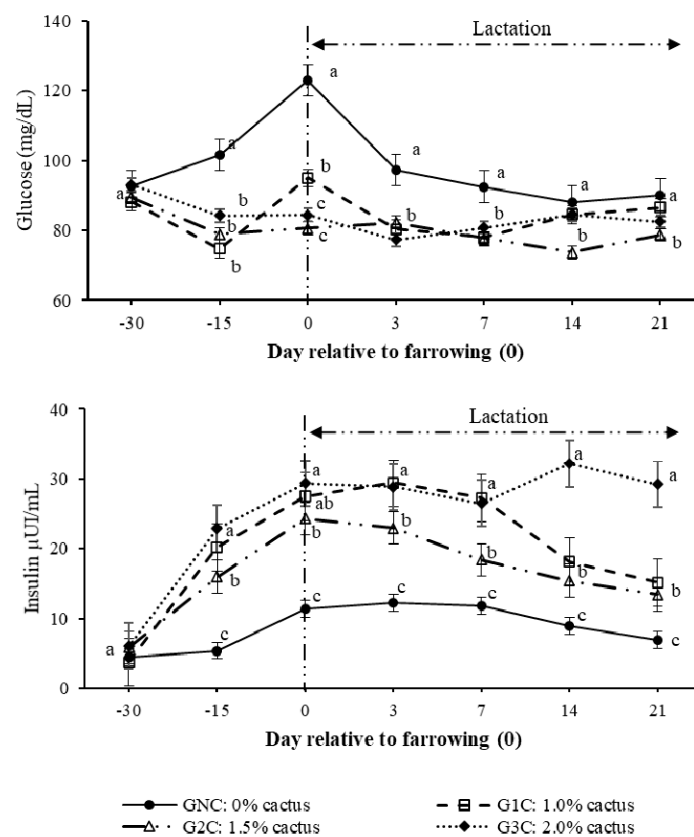 Lactation
140
120
100
80
60
Glucose (mg/dL)
a
a
a
a
a
a
a
b
b
b
b
c
c
b
b
b
b
-30 -15 0 3 7 14 21
Day relative to farrowing (0)
Lactation
40
30
20
10
0
Insulin µUI/mL
a
a
b
c
a
ab
b
c
a
b
c
a
b
c
a
b
b
c
a
b
c
-30 -15 0 3 7 14 21
Day relative to farrowing (0)
GNC: 0% cactus G1C: 1.0% cactus
G2C: 1.5% cactus G3C: 2.0% cactus